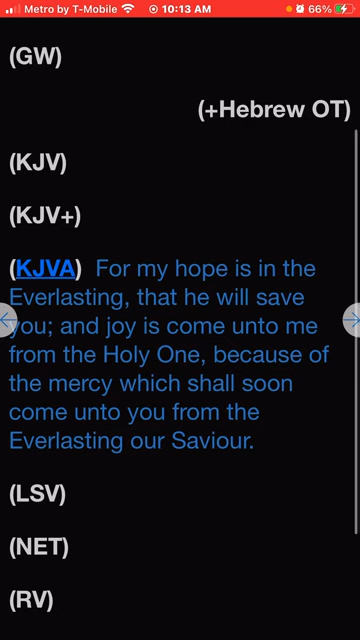 Metro by T-Mobile 10:13 AM 66%
(GW)
(+Hebrew OT)
(KJV)
(KJV+)
(KJVA) For my hope is in the
Everlasting, that he will save
you; and joy is come unto me
from the Holy One, because of
the mercy which shall soon
come unto you from the
Everlasting our Saviour.
(LSV)
(NET)
(RV)